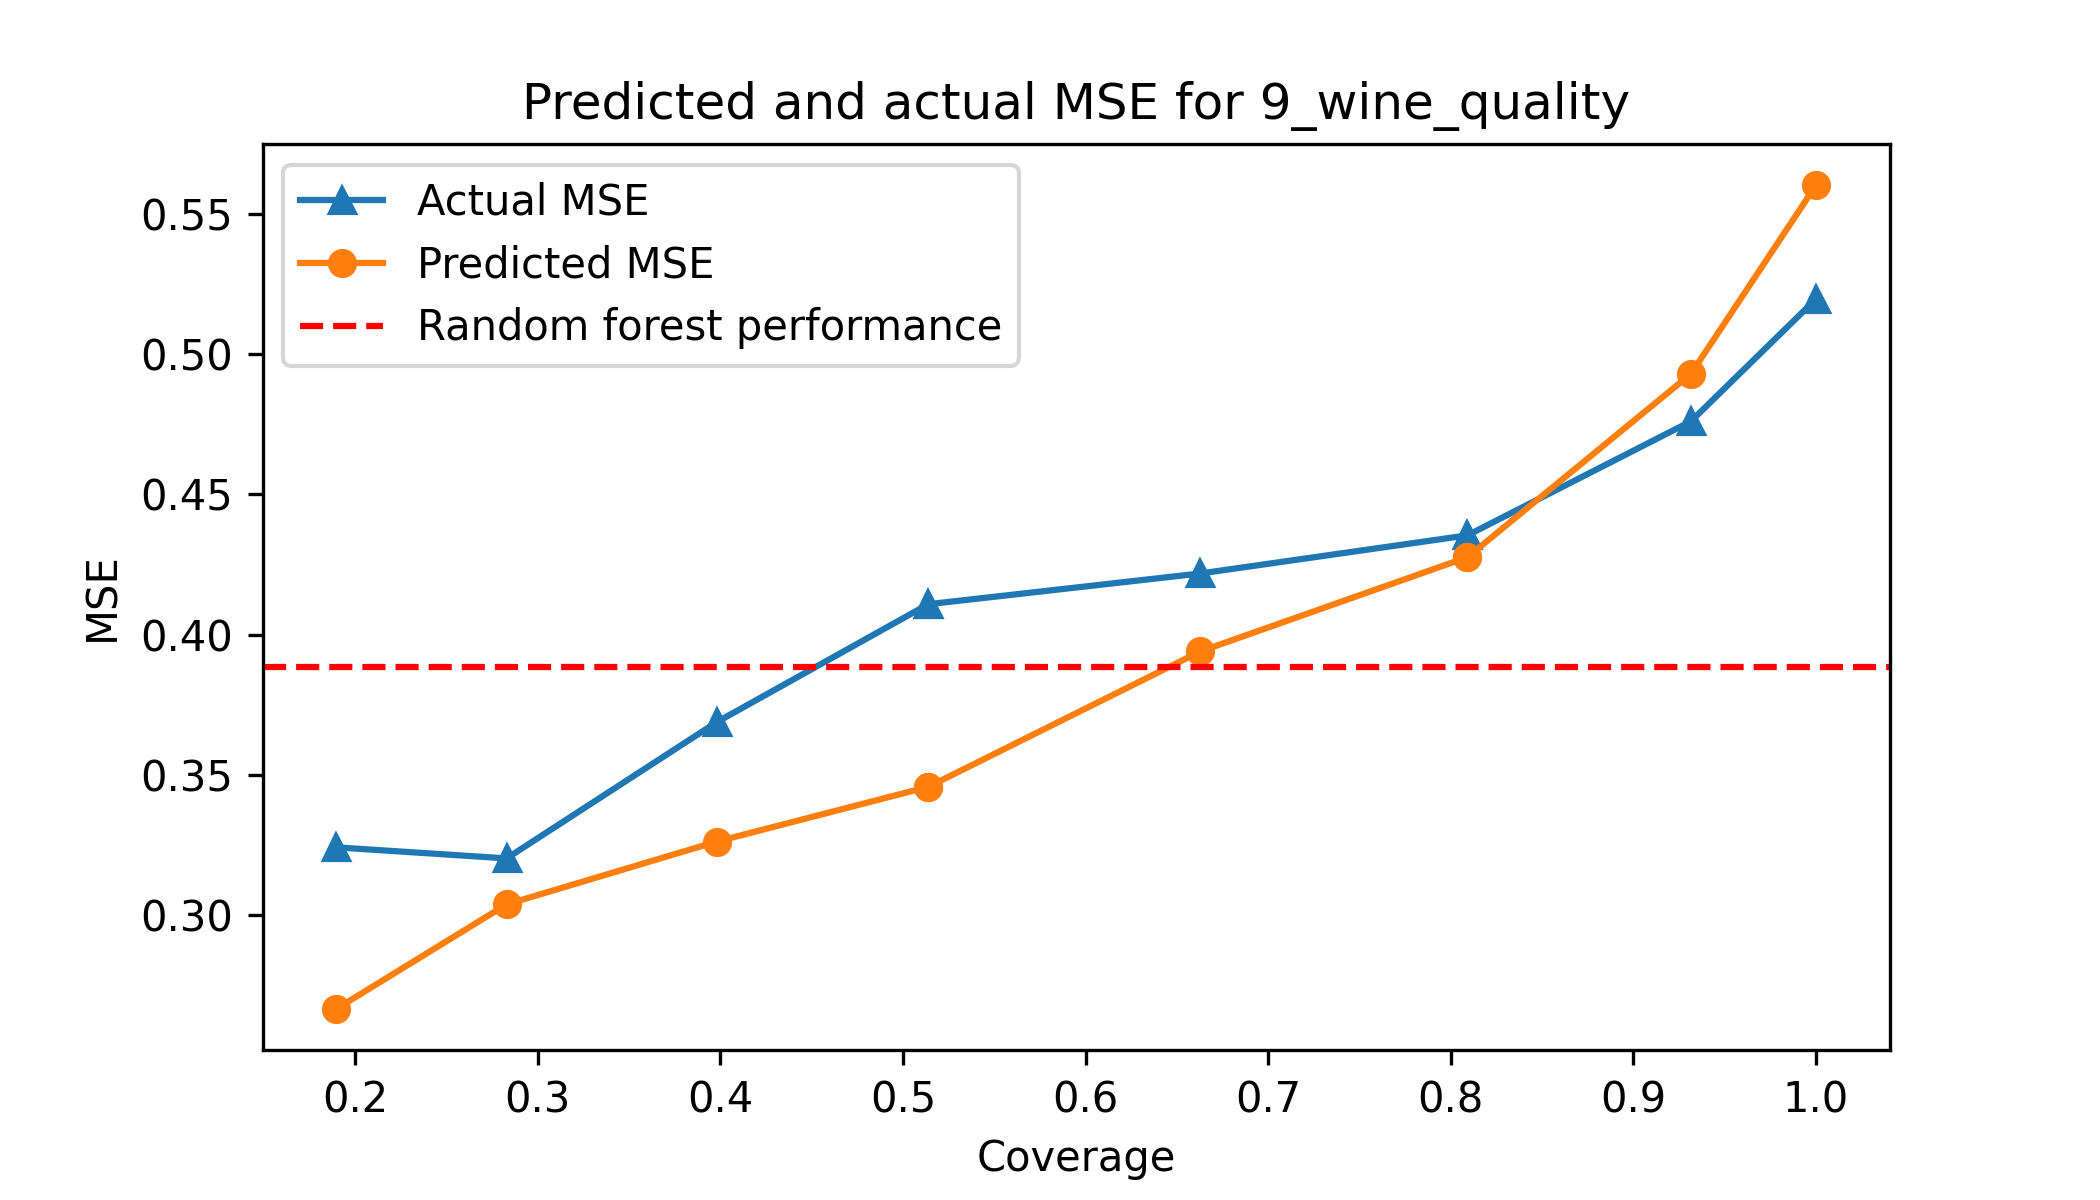 Predicted and actual MSE for 9_wine_quality
Actual MSE
Predicted MSE
Random forest performance
0.55
0.50
0.45
0.40
0.35
0.30
MSE
0.2 0.3 0.4 0.5 0.6 0.7 0.8 0.9 1.0
Coverage